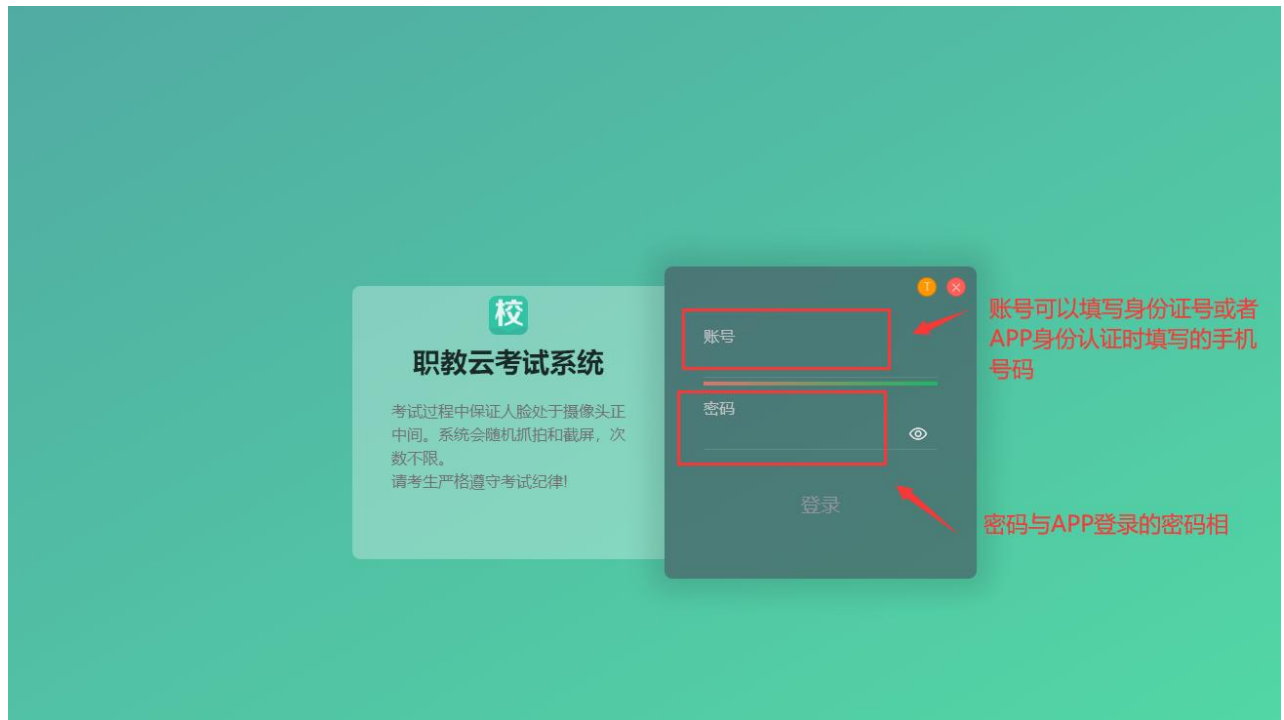 校
职教云考试系统
考试过程中保证人脸处于摄像头正
中间。系统会随机抓拍和截屏，次
数不限。
请考生严格遵守考试纪律!
T
账号
密码
登录
账号可以填写身份证号或者
APP身份认证时填写的手机
号码
密码与APP登录的密码相